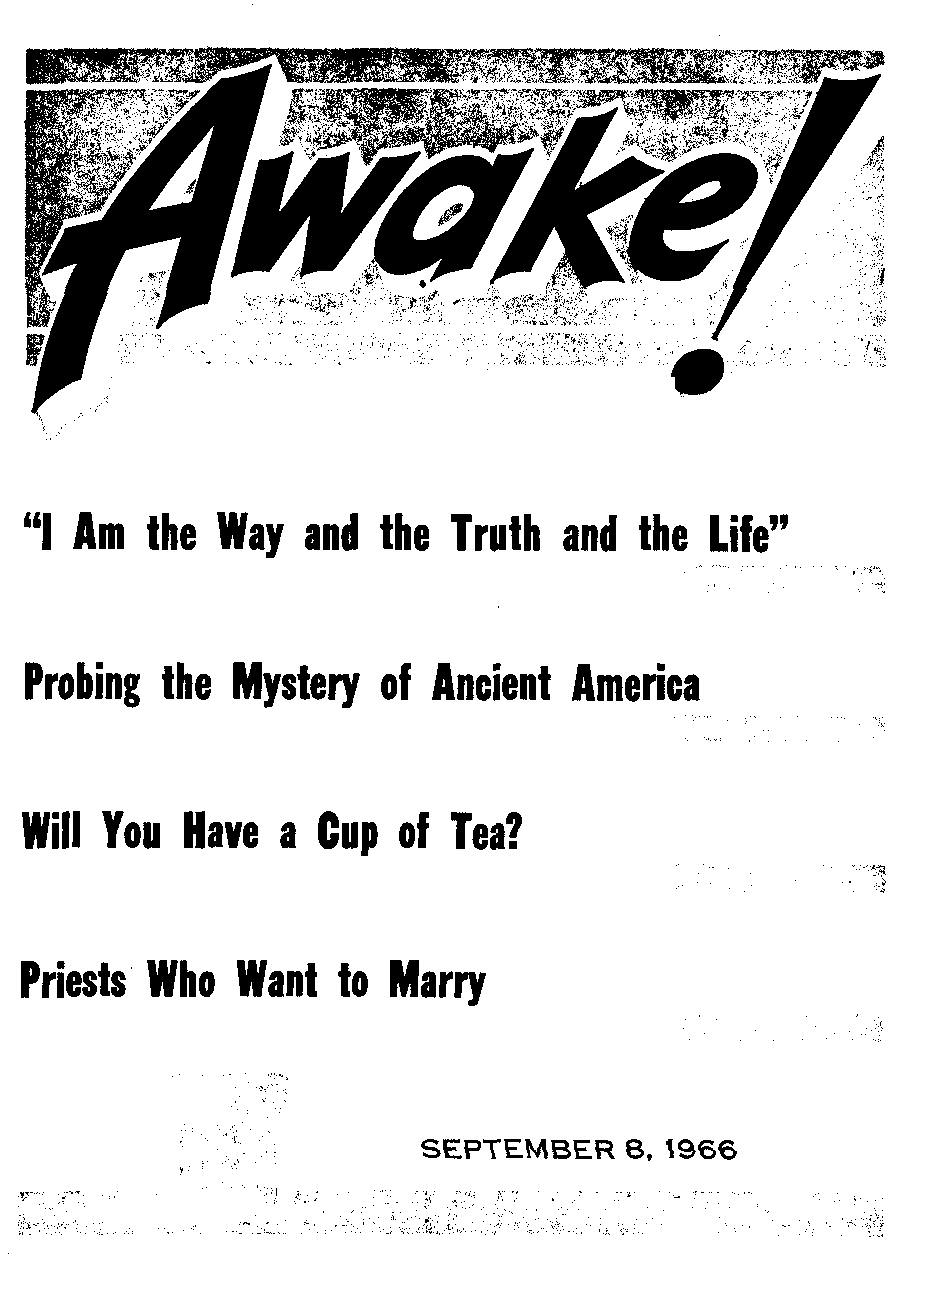 Awake!
“I Am the Way and the Truth and the Life”
Probing the Mystery of Ancient America
Will You Have a Cup of Tea?
Priests Who Want to Marry
SEPTEMBER 8, 1966